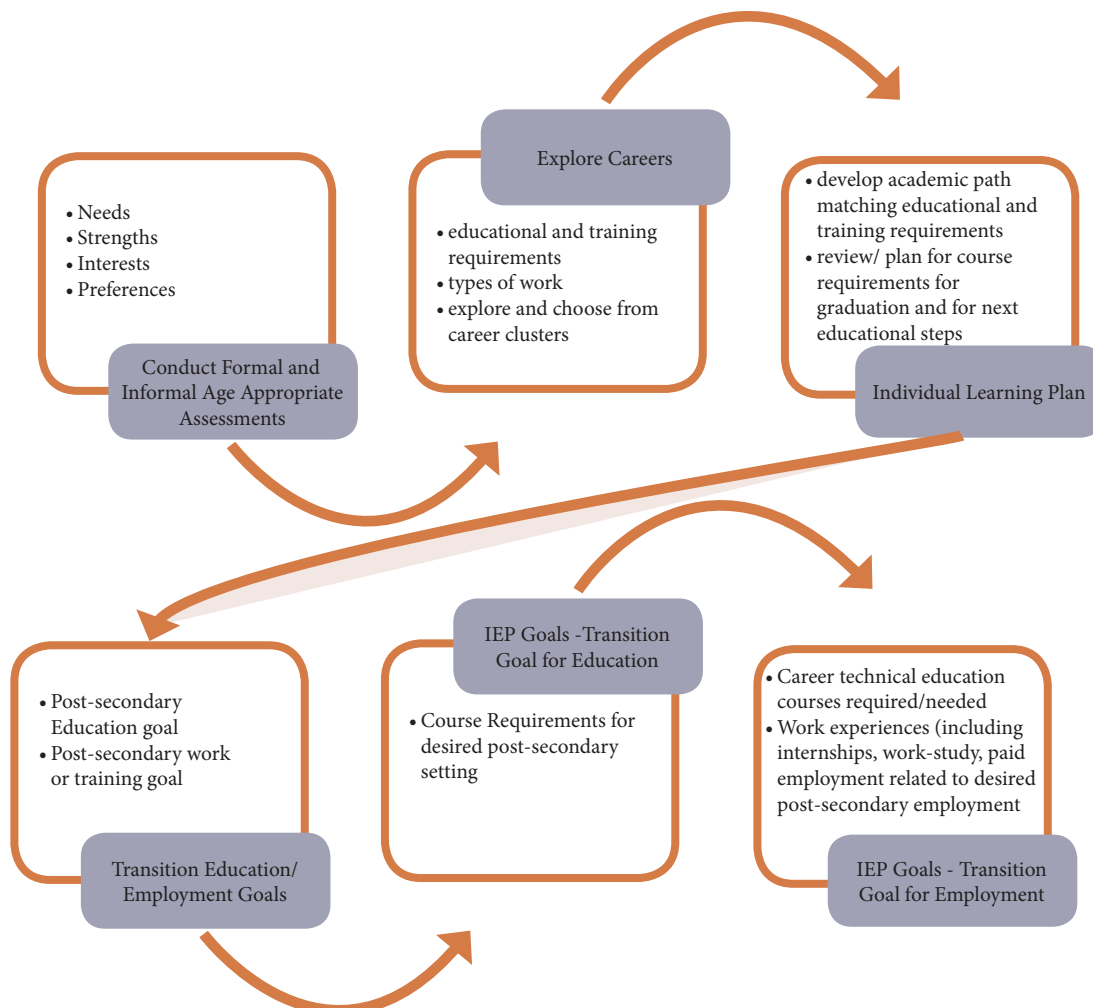 • Needs
• Strengths
• Interests
• Preferences
Conduct Formal and
Informal Age Appropriate
Assessments
Explore Careers
• educational and training
requirements
• types of work
• explore and choose from
career clusters
• develop academic path
matching educational and
training requirements
• review/ plan for course
requirements for
graduation and for next
educational steps
Individual Learning Plan
• Post-secondary
Education goal
• Post-secondary work
or training goal
Transition Education/
Employment Goals
IEP Goals -Transition
Goal for Education
• Course Requirements for
desired post-secondary
setting
• Career technical education
courses required/needed
• Work experiences (including
internships, work-study, paid
employment related to desired
post-secondary employment
IEP Goals - Transition
Goal for Employment